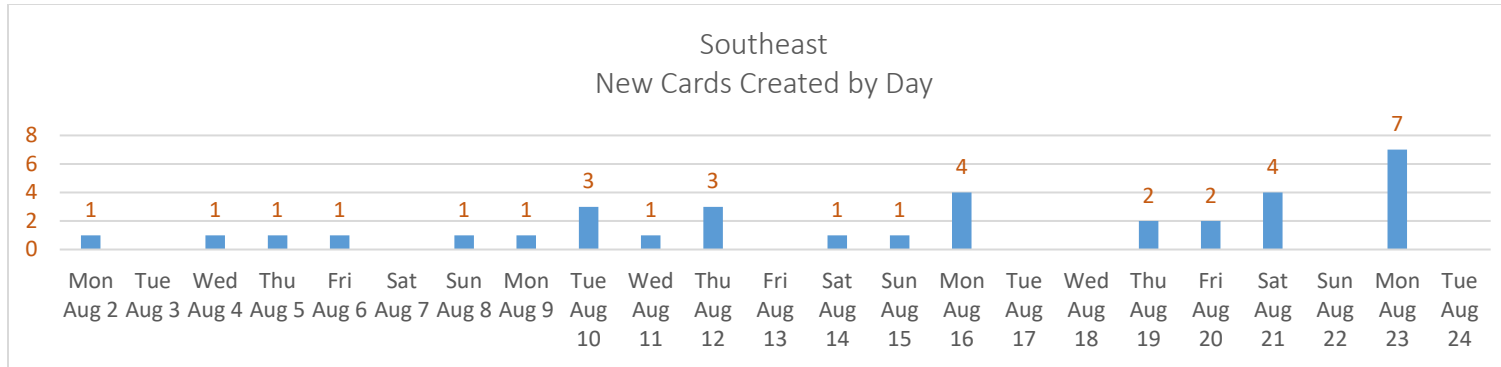 Southeast
New Cards Created by Day
8
6
4
2
0
1 1 1 1 1 1 3 1 3 1 1 4 2 2 4 7
Mon Tue Wed Thu Fri Sat Sun Mon Tue Wed Thu Fri Sat Sun Mon Tue Wed Thu Fri Sat Sun Mon Tue
Aug 2 Aug 3 Aug 4 Aug 5 Aug 6 Aug 7 Aug 8 Aug 9 Aug Aug Aug Aug Aug Aug Aug Aug Aug Aug Aug Aug Aug Aug Aug
10 11 12 13 14 15 16 17 18 19 20 21 22 23 24